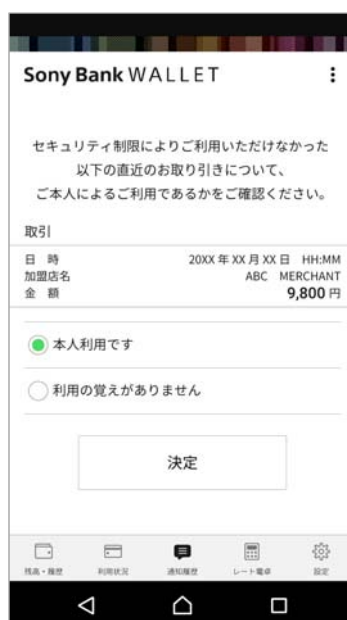 Sony Bank WALLET
セキュリティ制限によりご利用いただけなかった
以下の直近のお取り引きについて、
ご本人によるご利用であるかをご確認ください。
取引
日　時 20XX 年 XX 月 XX 日　HH:MM
加盟店名 ABC　MERCHANT
金　額 9,800 円
本人利用です
利用の覚えがありません
決定
残高・履歴 利用状況 通知履歴 レート電卓 設定